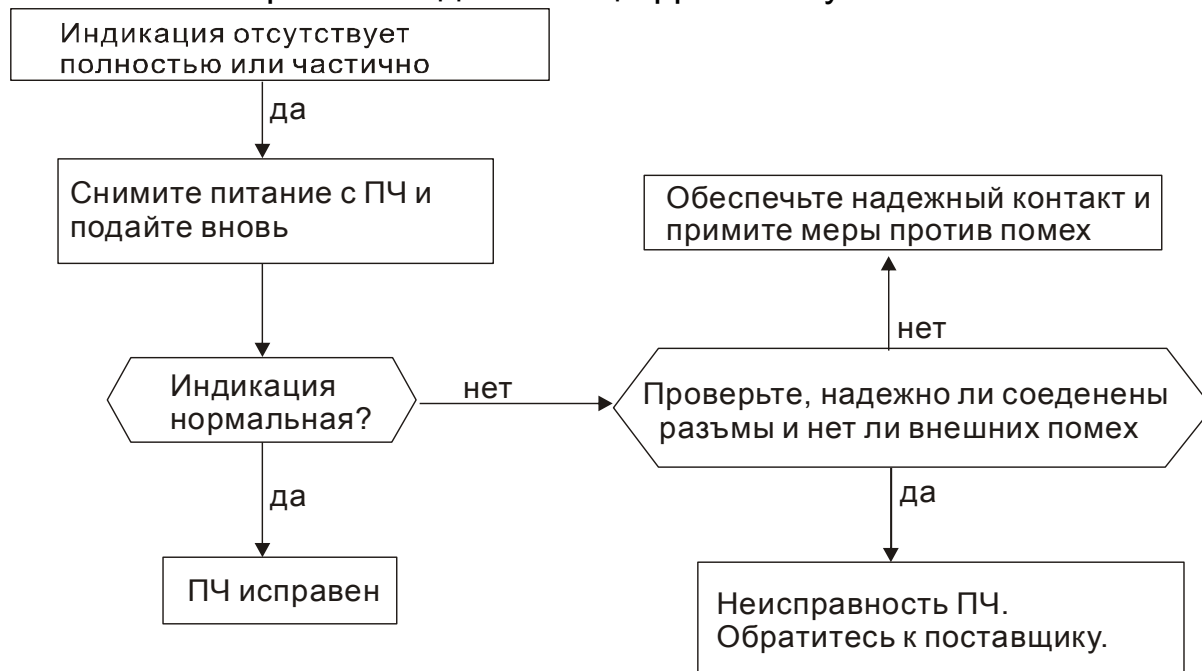 Индикация отсутствует
полностью или частично
да
Снимите питание с ПЧ и
подайте вновь
Обеспечьте надежный контакт и
примите меры против помех
нет
Индикация
нормальная?
нет
Проверьте, надежно ли соеденены
разъмы и нет ли внешних помех
да
да
ПЧ исправен
Неисправность ПЧ.
Обратитесь к поставщику.